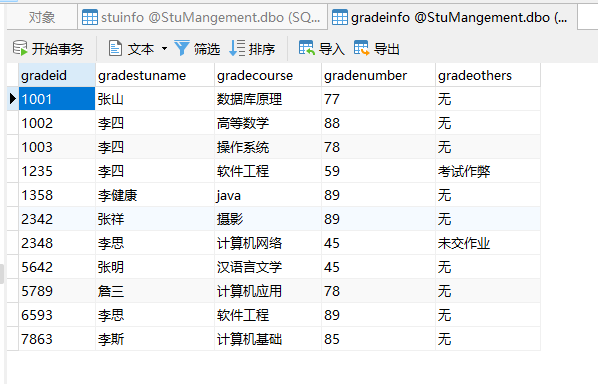 对象 stuinfo @StuMangement.dbo (SQ... gradeinfo @StuMangement.dbo (...
开始事务 文本 筛选 排序 导入 导出
gradeid gradestuname gradecourse gradenumber gradeothers
1001 张山 数据库原理 77 无
1002 李四 高等数学 88 无
1003 李四 操作系统 78 无
1235 李四 软件工程 59 考试作弊
1358 李健康 java 89 无
2342 张祥 摄影 89 无
2348 李思 计算机网络 45 未交作业
5642 张明 汉语言文学 45 无
5789 詹三 计算机应用 78 无
6593 李思 软件工程 89 无
7863 李斯 计算机基础 85 无